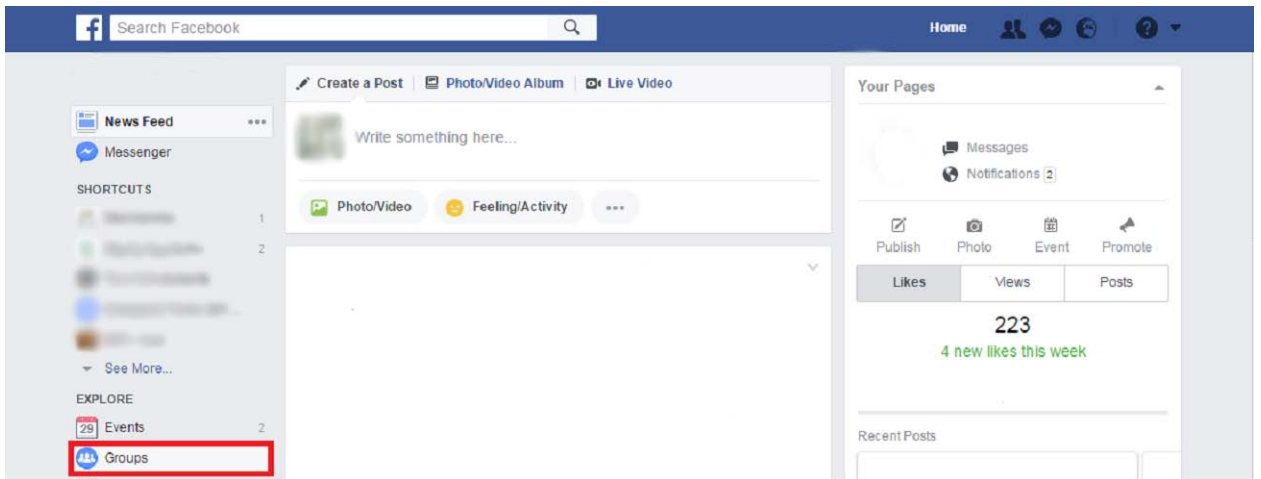 f Search Facebook
Home
News Feed
Messenger
SHORTCUTS
1
2
See More...
EXPLORE
29 Events 2
Groups
Create a Post Photo/Video Album Live Video
Write something here...
Photo/Video Feeling/Activity
Your Pages
Messages
Notifications 2
Publish Photo Event Promote
Likes Views Posts
223
4 new likes this week
Recent Posts